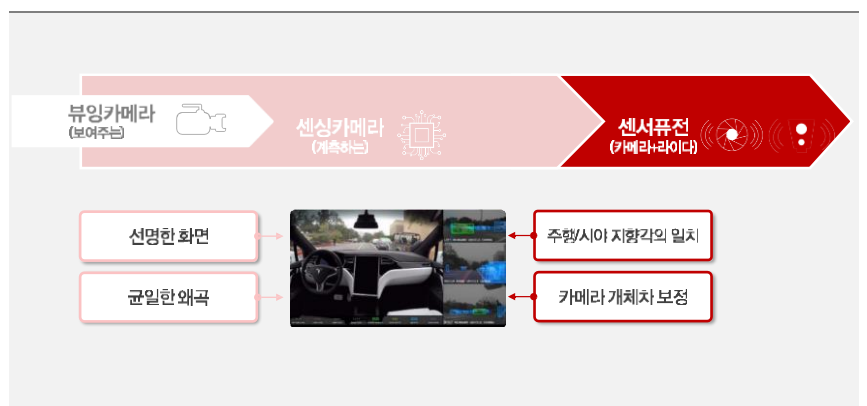 뷰잉카메라
(보여주는)
센싱카메라
(계측하는)
센서퓨전
(카메라+라이다)
선명한 화면
균일한 왜곡
주행/시야 지향각의 일치
카메라 개체차 보정